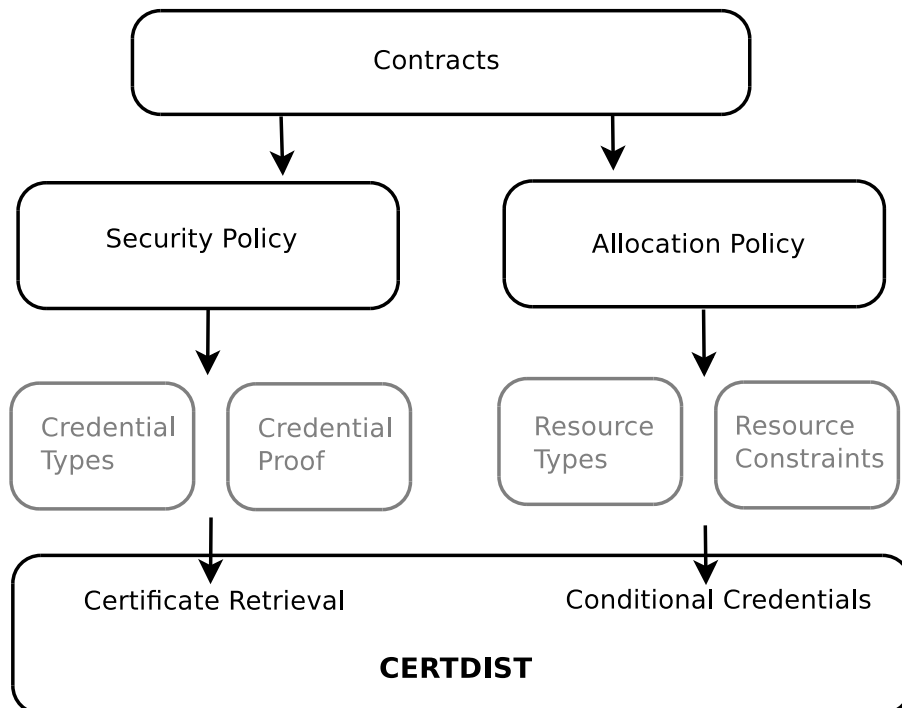 Contracts
Security Policy
Allocation Policy
Credential
Types
Credential
Proof
Resource
Types
Resource
Constraints
Certificate Retrieval
Conditional Credentials
CERTDIST